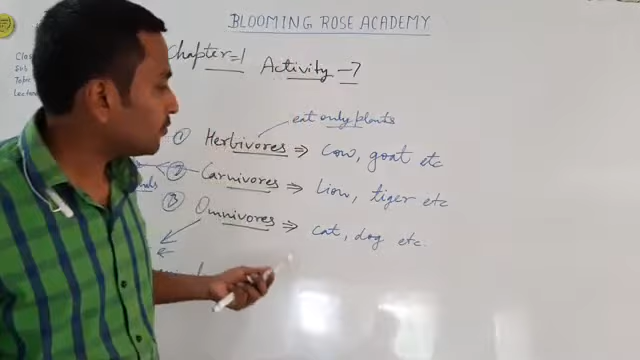 BLOOMING ROSE ACADEMY
Chapter=1
Activity -7
eat only plants
① Herbivores ⇒ Cow, goat etc
② Carnivores ⇒ Lion, tiger etc
③ Omnivores ⇒ cat, dog etc.